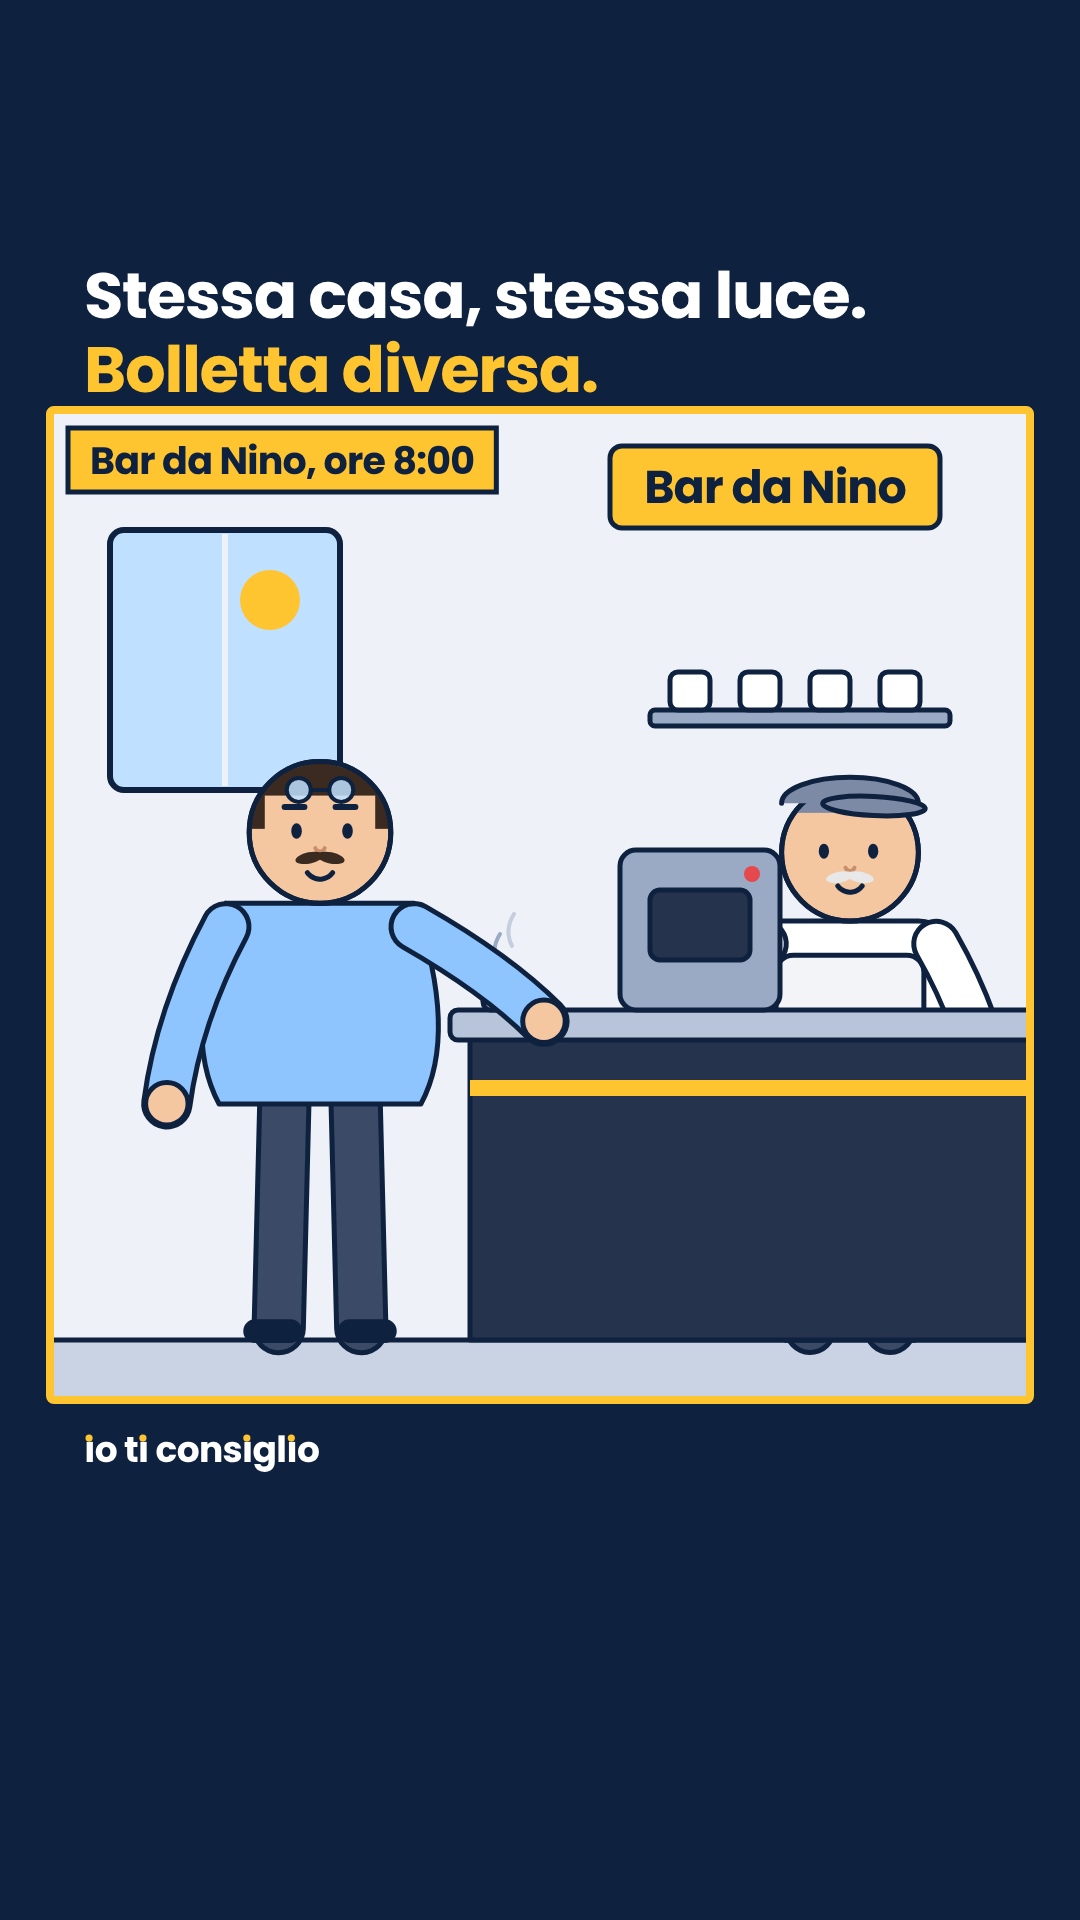 Stessa casa, stessa luce.
Bolletta diversa.
Bar da Nino, ore 8:00
Bar da Nino
io ti consiglio